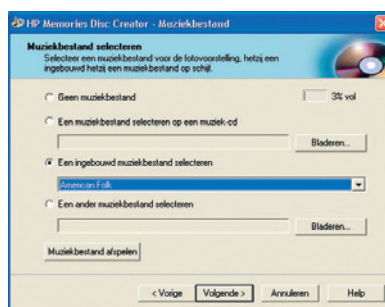 HP Memories Disc Creator - Muziekbestand
Muziekbestand selecteren
Selecteer een muziekbestand voor de fotovoorstelling, hetzij een
ingebouwd hetzij een muziekbestand op schijf.
Geen muziekbestand
3% vol
Een muziekbestand selecteren op een muziek-cd
Bladeren...
Een ingebouwd muziekbestand selecteren
American Folk
Een ander muziekbestand selecteren
Bladeren...
Muziekbestand afspelen
< Vorige Volgende > Annuleren Help